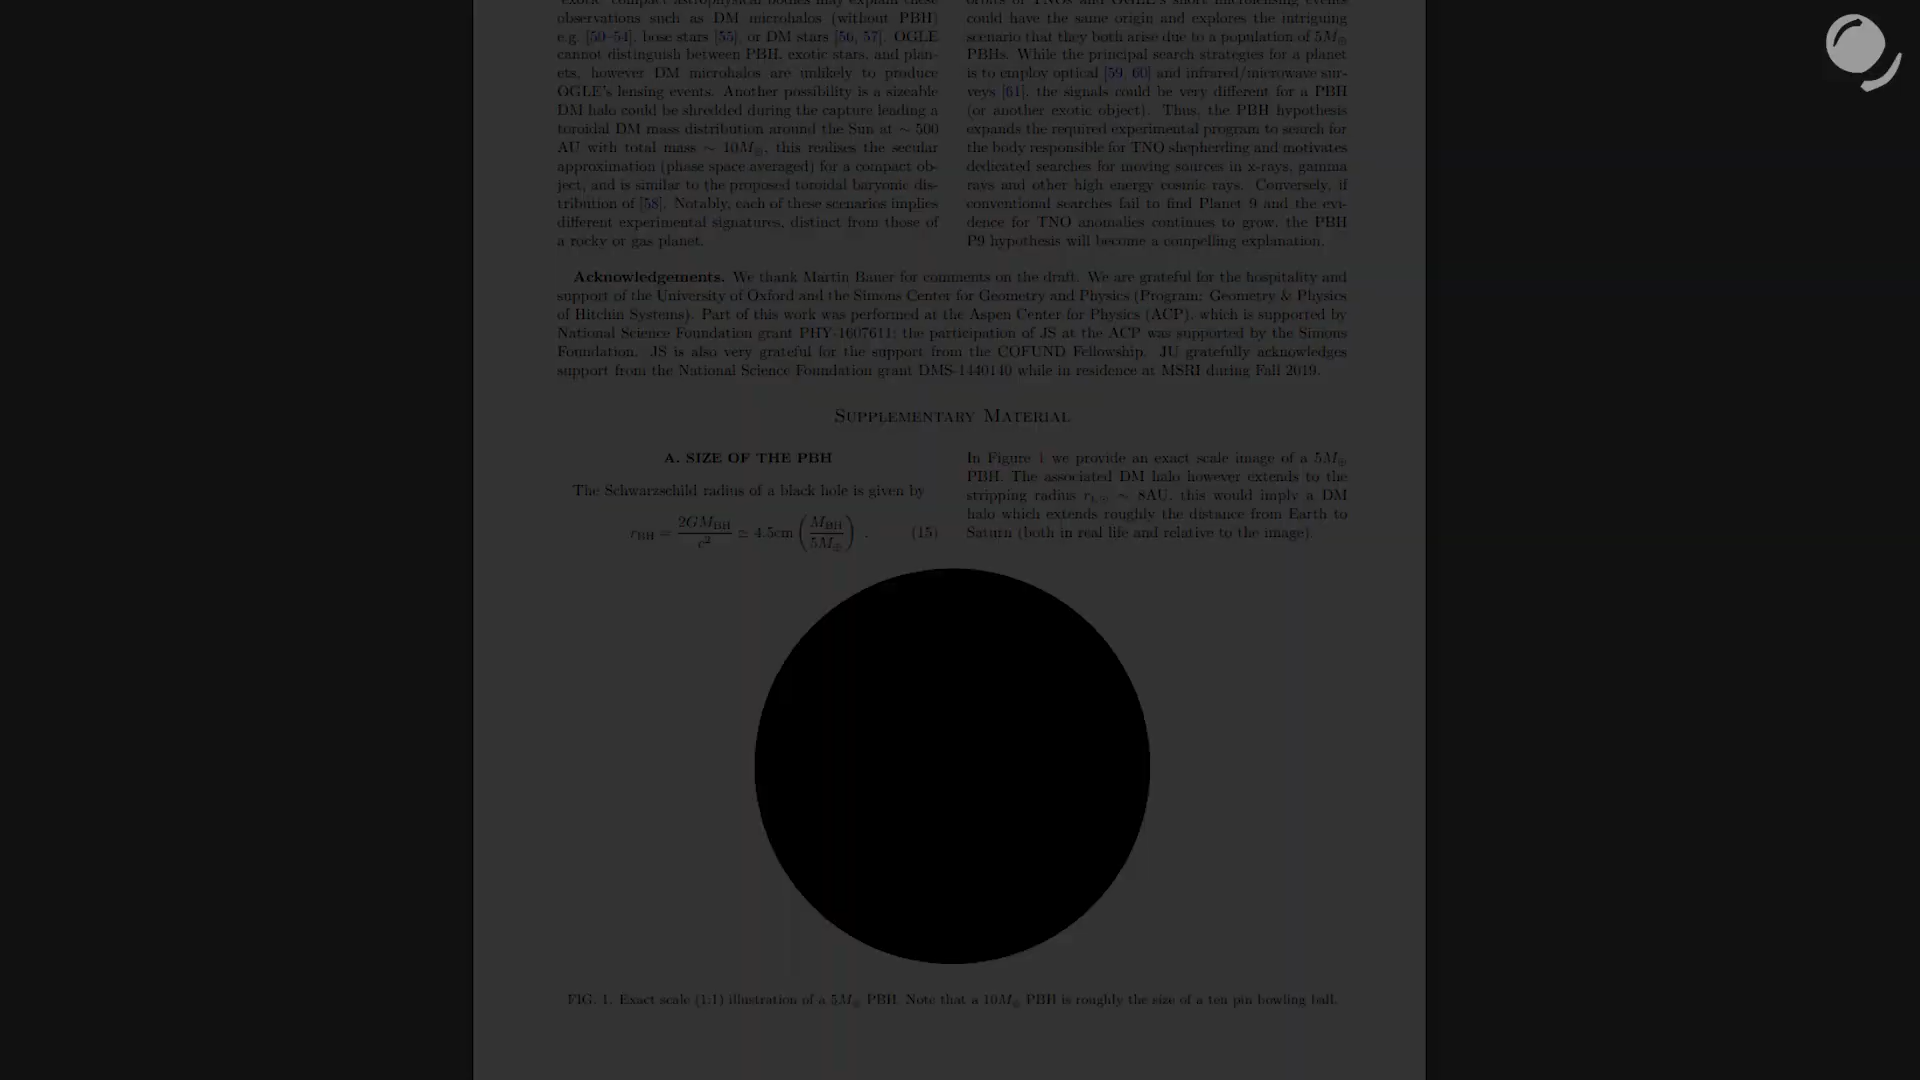 "exotic" compact astrophysical bodies may explain these
observations such as DM microhalos (without PBH)
e.g. [50–54], bose stars [55], or DM stars [56, 57]. OGLE
cannot distinguish between PBH, exotic stars, and plan-
ets, however DM microhalos are unlikely to produce
OGLE's lensing events. Another possibility is a sizeable
DM halo could be shredded during the capture leading a
toroidal DM mass distribution around the Sun at ∼ 500
AU with total mass ∼ 10M⊕, this realises the secular
approximation (phase space averaged) for a compact ob-
ject, and is similar to the proposed toroidal baryonic dis-
tribution of [58]. Notably, each of these scenarios implies
different experimental signatures, distinct from those of
a rocky or gas planet.
orbits of TNOs and OGLE's short microlensing events
could have the same origin and explores the intriguing
scenario that they both arise due to a population of 5M⊕
PBHs. While the principal search strategies for a planet
is to employ optical [59, 60] and infrared/microwave sur-
veys [61], the signals could be very different for a PBH
(or another exotic object). Thus, the PBH hypothesis
expands the required experimental program to search for
the body responsible for TNO shepherding and motivates
dedicated searches for moving sources in x-rays, gamma
rays and other high energy cosmic rays. Conversely, if
conventional searches fail to find Planet 9 and the evi-
dence for TNO anomalies continues to grow, the PBH
P9 hypothesis will become a compelling explanation.
Acknowledgements. We thank Martin Bauer for comments on the draft. We are grateful for the hospitality and
support of the University of Oxford and the Simons Center for Geometry and Physics (Program: Geometry & Physics
of Hitchin Systems). Part of this work was performed at the Aspen Center for Physics (ACP), which is supported by
National Science Foundation grant PHY-1607611; the participation of JS at the ACP was supported by the Simons
Foundation. JS is also very grateful for the support from the COFUND Fellowship. JU gratefully acknowledges
support from the National Science Foundation grant DMS-1440140 while in residence at MSRI during Fall 2019.
Supplementary Material
A. SIZE OF THE PBH
The Schwarzschild radius of a black hole is given by
r_BH = 2GM_BH / c² ≃ 4.5cm (M_BH / 5M⊕) . (15)
In Figure 1 we provide an exact scale image of a 5M⊕
PBH. The associated DM halo however extends to the
stripping radius r_t,⊙ ∼ 8AU, this would imply a DM
halo which extends roughly the distance from Earth to
Saturn (both in real life and relative to the image).
FIG. 1. Exact scale (1:1) illustration of a 5M⊕ PBH. Note that a 10M⊕ PBH is roughly the size of a ten pin bowling ball.